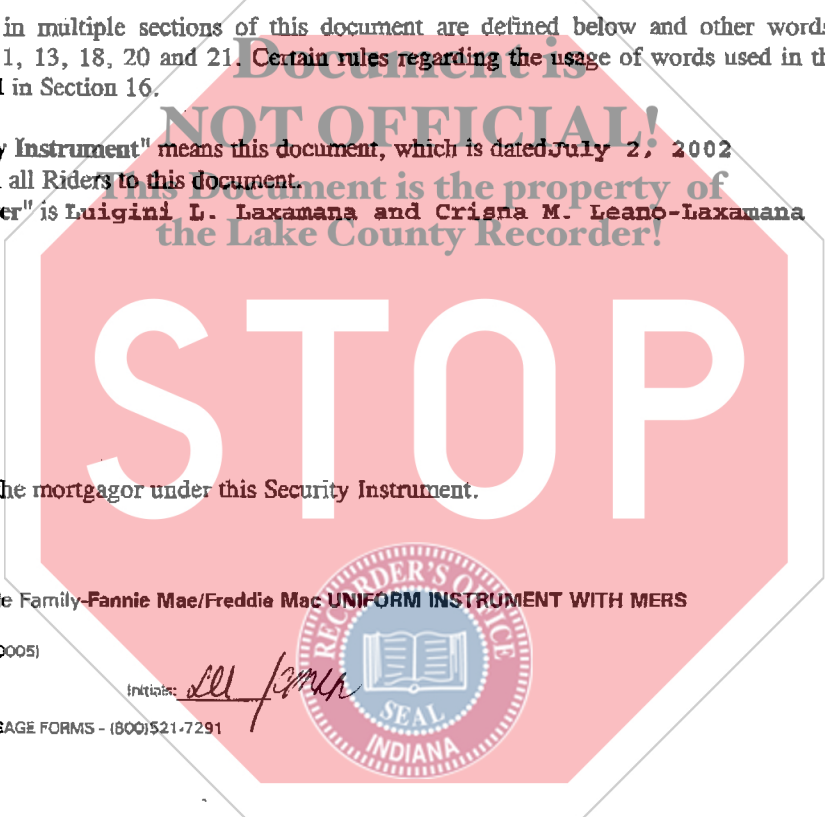 in multiple sections of this document are defined below and other words
1, 13, 18, 20 and 21. Certain rules regarding the usage of words used in th
in Section 16.
Document is
NOT OFFICIAL!
Instrument" means this document, which is dated July 2, 2002
all Riders to this document.
This Document is the property of
er" is Luigini L. Laxamana and Crisna M. Leano-Laxamana
the Lake County Recorder!
STOP
he mortgagor under this Security Instrument.
RECORDER'S OFFICE
e Family-Fannie Mae/Freddie Mac UNIFORM INSTRUMENT WITH MERS
0005)
Initials:
SEAL
AGE FORMS - (800)521-7291
INDIANA